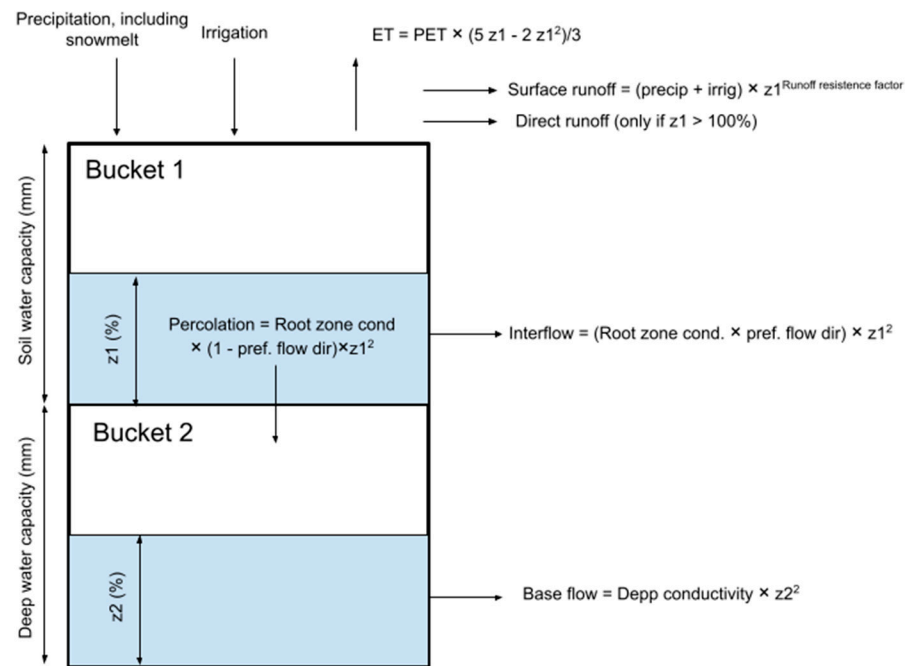 Precipitation, including
snowmelt
Irrigation
ET = PET × (5 z1 - 2 z1²)/3
Surface runoff = (precip + irrig) × z1^Runoff resistence factor
Direct runoff (only if z1 > 100%)
Bucket 1
Soil water capacity (mm)
z1 (%)
Percolation = Root zone cond
× (1 - pref. flow dir)×z1²
Interflow = (Root zone cond. × pref. flow dir) × z1²
Bucket 2
Deep water capacity (mm)
z2 (%)
Base flow = Depp conductivity × z2²